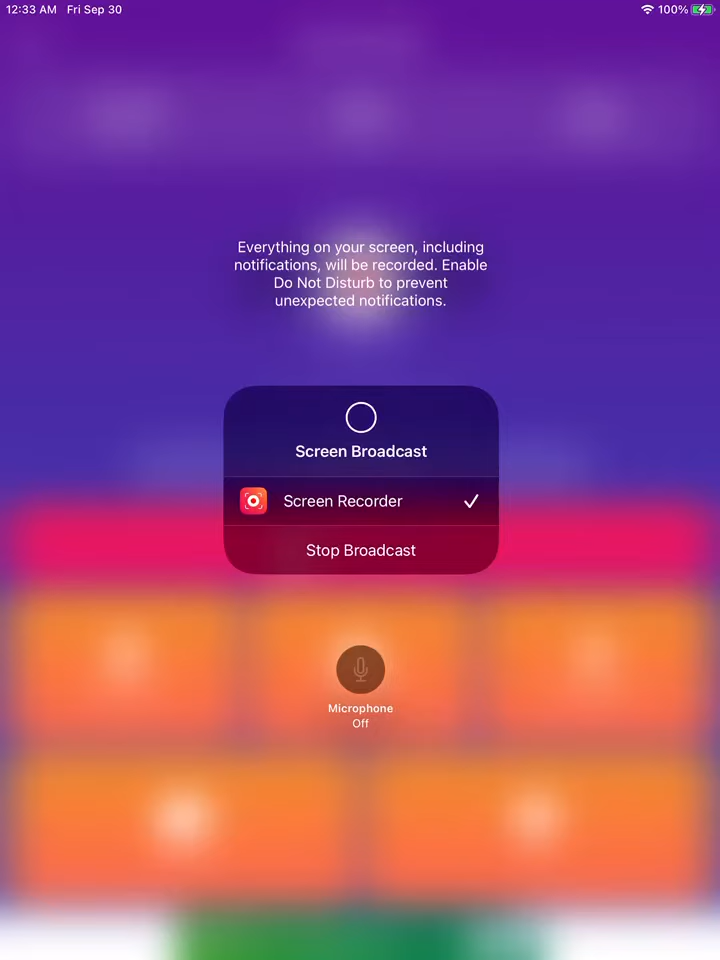 12:33 AM Fri Sep 30
100%
Everything on your screen, including
notifications, will be recorded. Enable
Do Not Disturb to prevent
unexpected notifications.
Screen Broadcast
Screen Recorder
Stop Broadcast
Microphone
Off